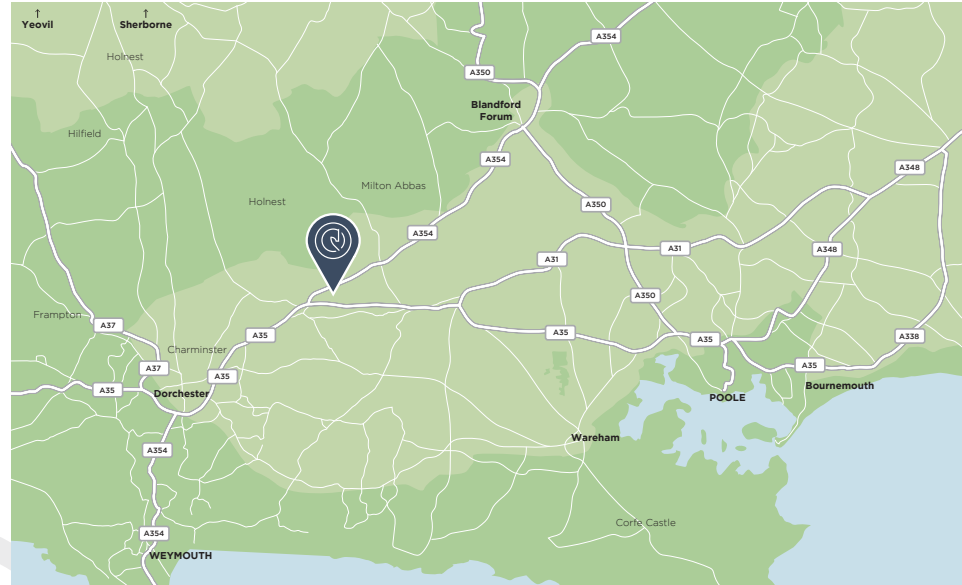 ↑ ↑
Yeovil Sherborne
Holnest
A354
A350
Blandford
Forum
Hilfield
A354
A348
Milton Abbas
Holnest
A350
A354
A31
A348
A31
A350
Frampton
A37
A35
A35
A35
A338
Charminster
A37
A35
A35
A35
Dorchester
Bournemouth
POOLE
Wareham
A354
Corfe Castle
A354
WEYMOUTH